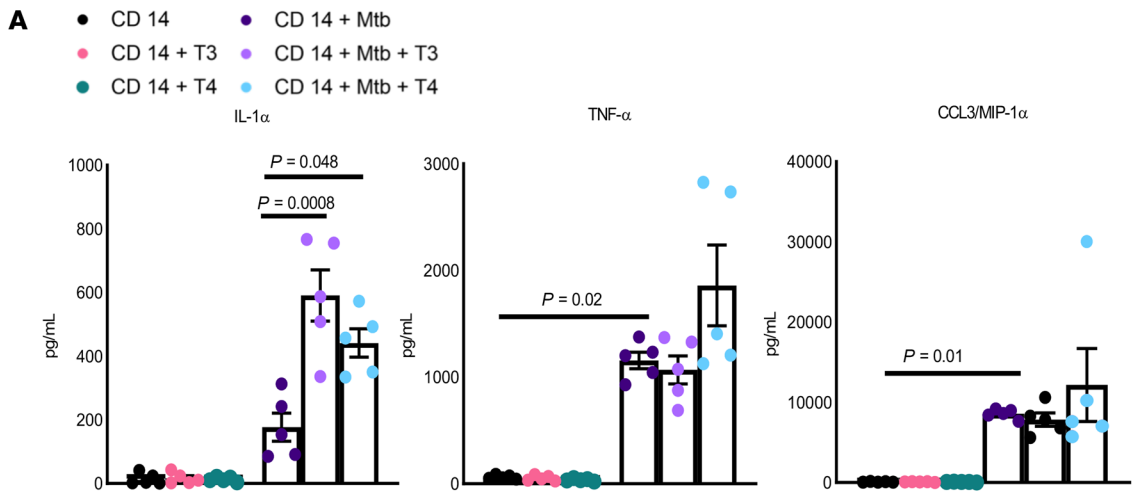 A
CD 14
CD 14 + Mtb
CD 14 + T3
CD 14 + Mtb + T3
CD 14 + T4
CD 14 + Mtb + T4
IL-1α
TNF-α
CCL3/MIP-1α
pg/mL
1000
800
600
400
200
0
P = 0.048
P = 0.0008
pg/mL
3000
2000
1000
0
P = 0.02
pg/mL
40000
30000
20000
10000
0
P = 0.01